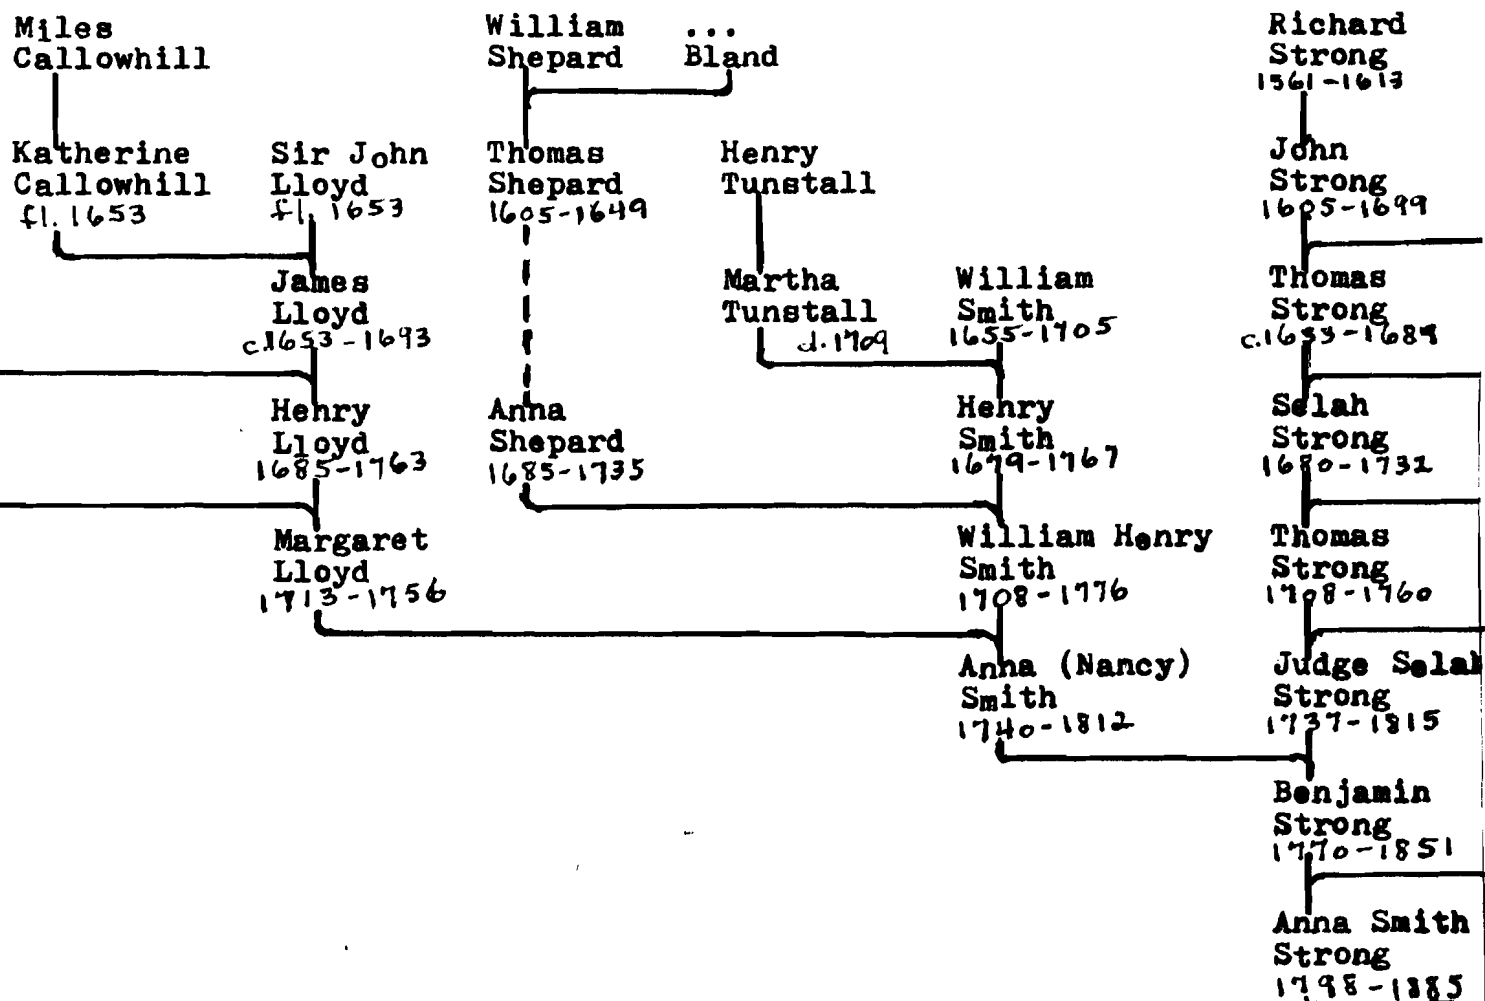 Miles
Callowhill
William
Shepard
...
Bland
Richard
Strong
1561-1613
Katherine
Callowhill
fl. 1653
Sir John
Lloyd
fl. 1653
Thomas
Shepard
1605-1649
Henry
Tunstall
John
Strong
1605-1699
James
Lloyd
c.1653-1693
Martha
Tunstall
d.1709
William
Smith
1655-1705
Thomas
Strong
Henry
Lloyd
1685-1763
Anna
Shepard
1685-1735
Henry
Smith
1679-1767
Selah
Strong
1680-1732
Margaret
Lloyd
1713-1756
William Henry
Smith
1708-1776
Thomas
Strong
1708-1760
Anna (Nancy)
Smith
1740-1812
Judge Selah
Strong
1737-1815
Benjamin
Strong
1770-1851
Anna Smith
Strong
1798-1885